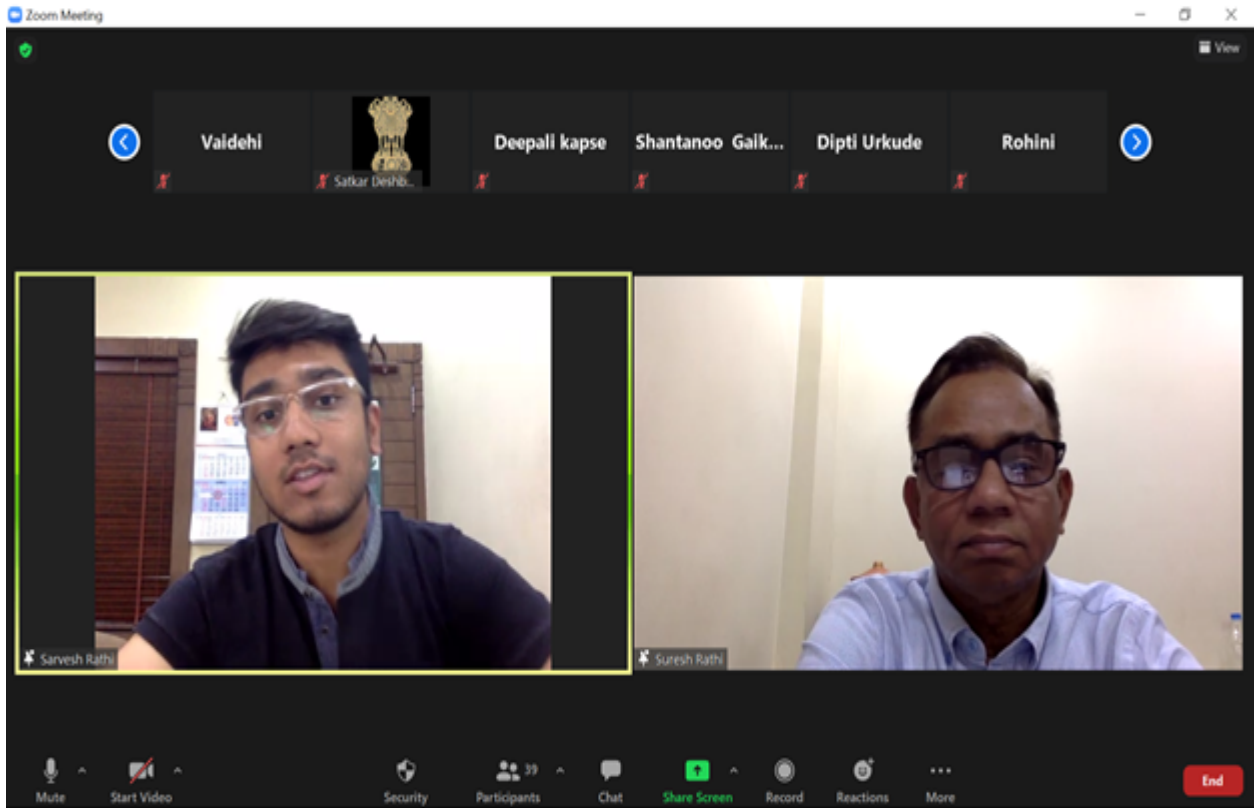 Zoom Meeting
View
Vaidehi
Satkar Deshb...
Deepali kapse
Shantanoo Gaik...
Dipti Urkude
Rohini
Sarvesh Rathi
Suresh Rathi
Mute
Start Video
Security
39
Participants
Chat
Share Screen
Record
Reactions
More
End